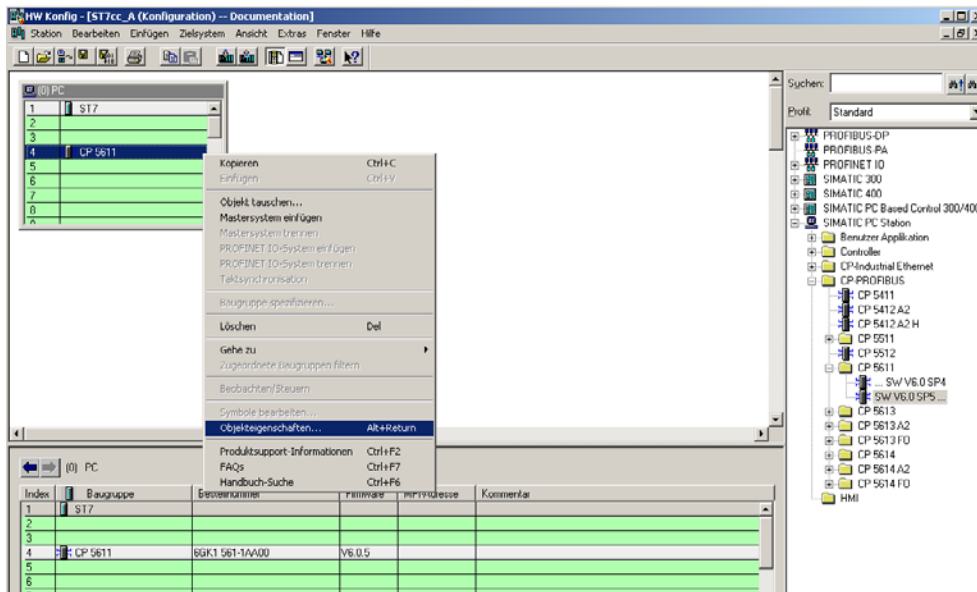 HW Konfig - [ST7cc_A (Konfiguration) -- Documentation]
Station Bearbeiten Einfügen Zielsystem Ansicht Extras Fenster Hilfe
(0) PC
1 ST7
2
3
4 CP 5611
5
6
7
8
9
Kopieren Ctrl+C
Einfügen Ctrl+V
Objekt tauschen...
Mastersystem einfügen
Mastersystem trennen
PROFINET IO-System einfügen
PROFINET IO-System trennen
Taktsynchronisation
Baugruppe spezifizieren...
Löschen Del
Gehe zu
Zugeordnete Baugruppen filtern
Beobachten/Steuern
Symbole bearbeiten...
Objekteigenschaften... Alt+Return
Produktsupport-Informationen Ctrl+F2
FAQs Ctrl+F7
Handbuch-Suche Ctrl+F6
Suchen:
Profil: Standard
PROFIBUS-DP
PROFIBUS-PA
PROFINET IO
SIMATIC 300
SIMATIC 400
SIMATIC PC Based Control 300/400
SIMATIC PC Station
Benutzer Applikation
Controller
CP-Industrial Ethernet
CP-PROFIBUS
CP 5411
CP 5412 A2
CP 5412 A2 H
CP 5511
CP 5512
CP 5611
... SW V6.0 SP4
SW V6.0 SP5 ...
CP 5613
CP 5613 A2
CP 5613 FO
CP 5614
CP 5614 A2
CP 5614 FO
HMI
(0) PC
Index Baugruppe Bestellnummer Firmware MPI-Adresse Kommentar
1 ST7
2
3
4 CP 5611 6GK1 561-1AA00 V6.0.5
5
6